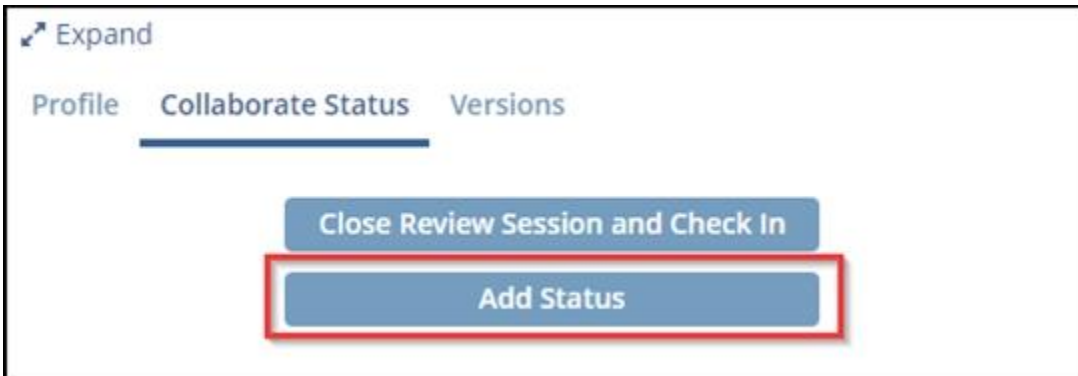 Expand
Profile Collaborate Status Versions
Close Review Session and Check In
Add Status